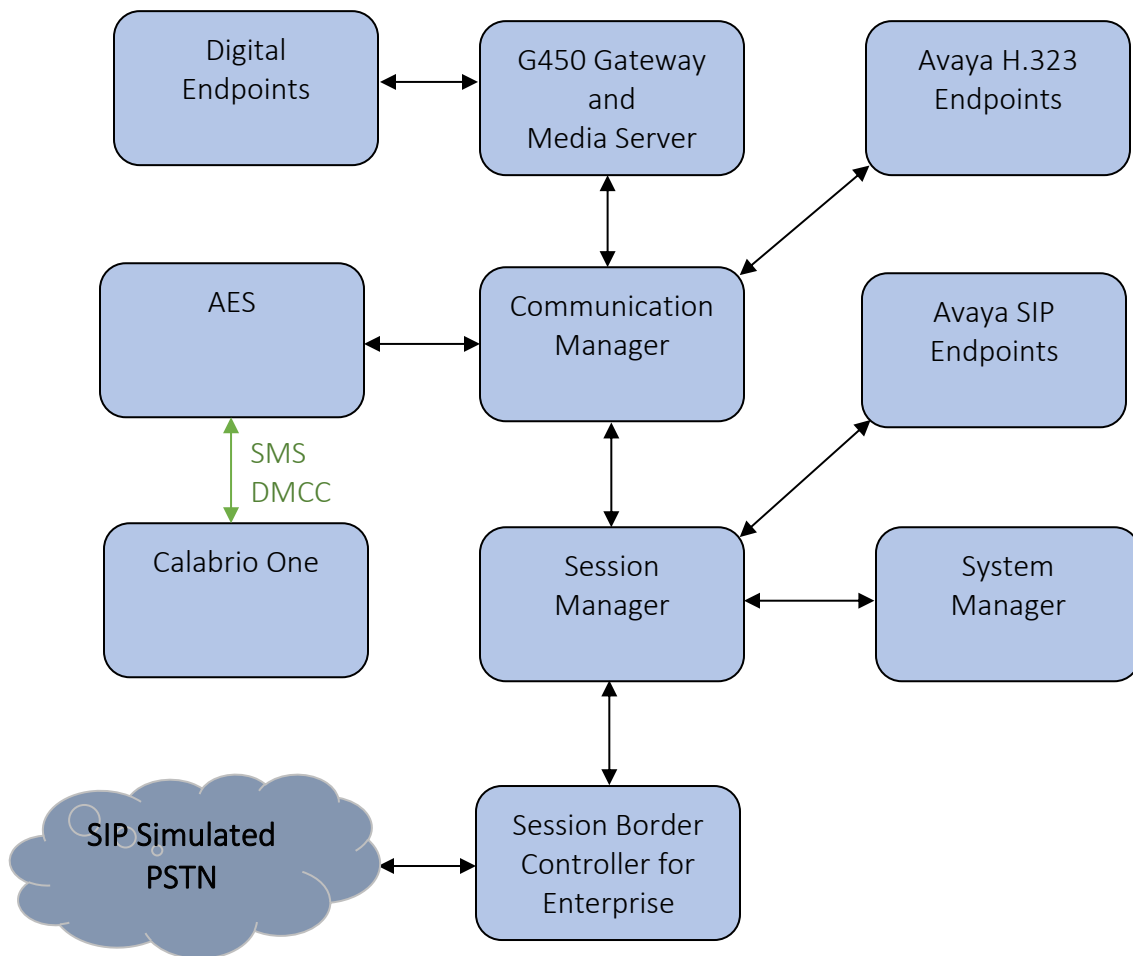 Digital
Endpoints
G450 Gateway
and
Media Server
Avaya H.323
Endpoints
AES
Communication
Manager
Avaya SIP
Endpoints
SMS
DMCC
Calabrio One
Session
Manager
System
Manager
SIP Simulated
PSTN
Session Border
Controller for
Enterprise